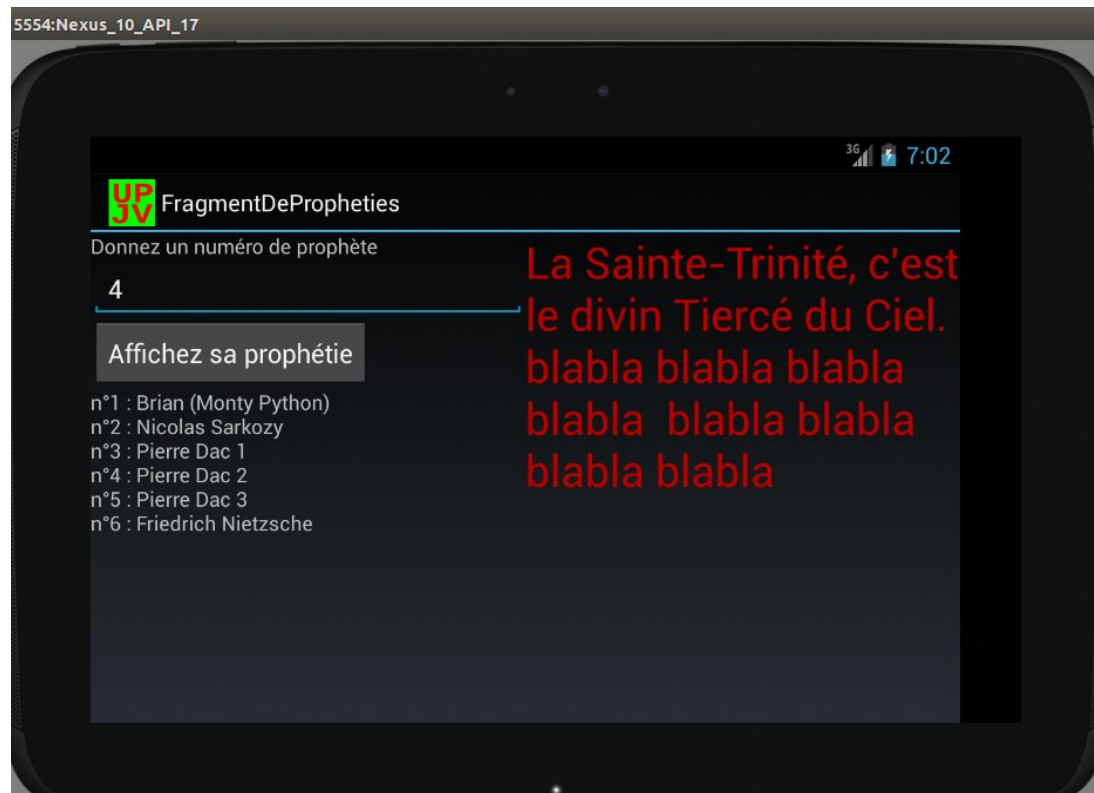 5554:Nexus_10_API_17
3G 7:02
UP
JV
FragmentDePropheties
Donnez un numéro de prophète
4
Affichez sa prophétie
n°1 : Brian (Monty Python)
n°2 : Nicolas Sarkozy
n°3 : Pierre Dac 1
n°4 : Pierre Dac 2
n°5 : Pierre Dac 3
n°6 : Friedrich Nietzsche
La Sainte-Trinité, c'est
le divin Tiercé du Ciel.
blabla blabla blabla
blabla  blabla blabla
blabla blabla